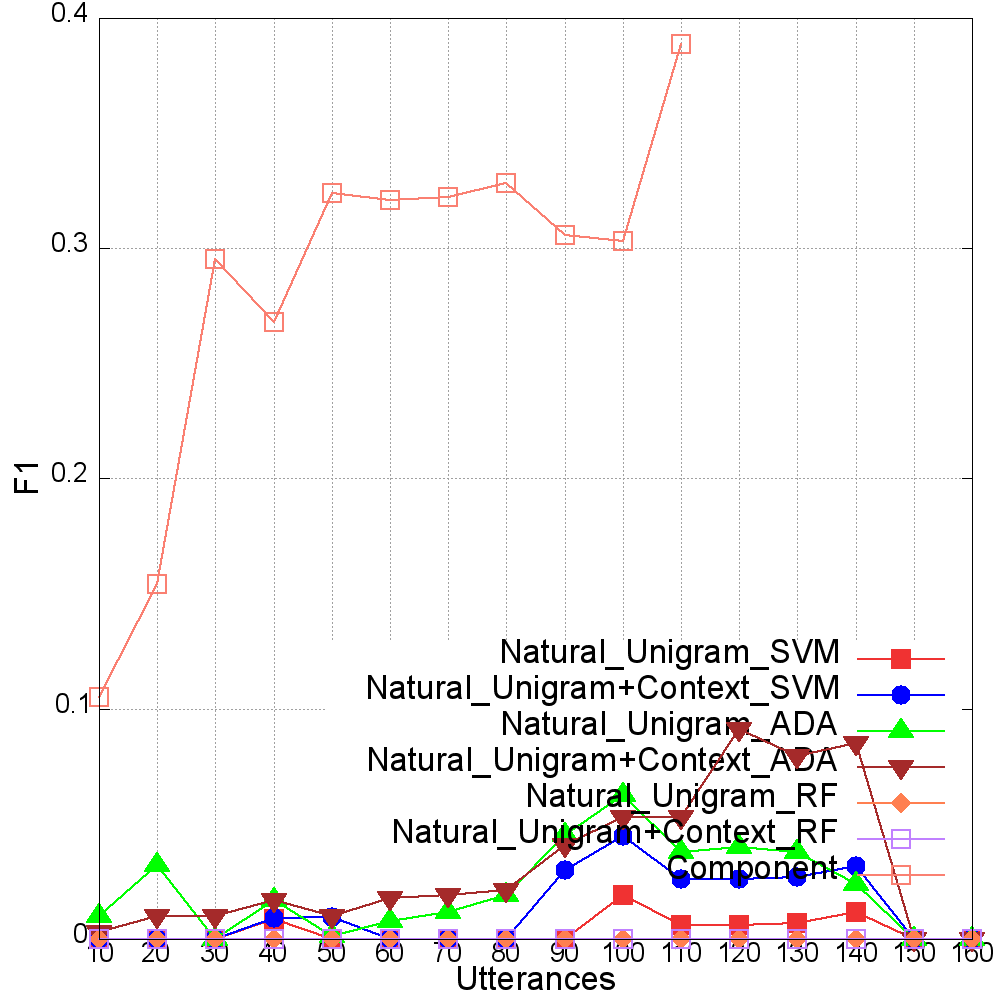 0.4
0.3
0.2
0.1
0
F1
Natural_Unigram_SVM
Natural_Unigram+Context_SVM
Natural_Unigram_ADA
Natural_Unigram+Context_ADA
Natural_Unigram_RF
Natural_Unigram+Context_RF
Component
10 20 30 40 50 60 70 80 90 100 110 120 130 140 150 160
Utterances